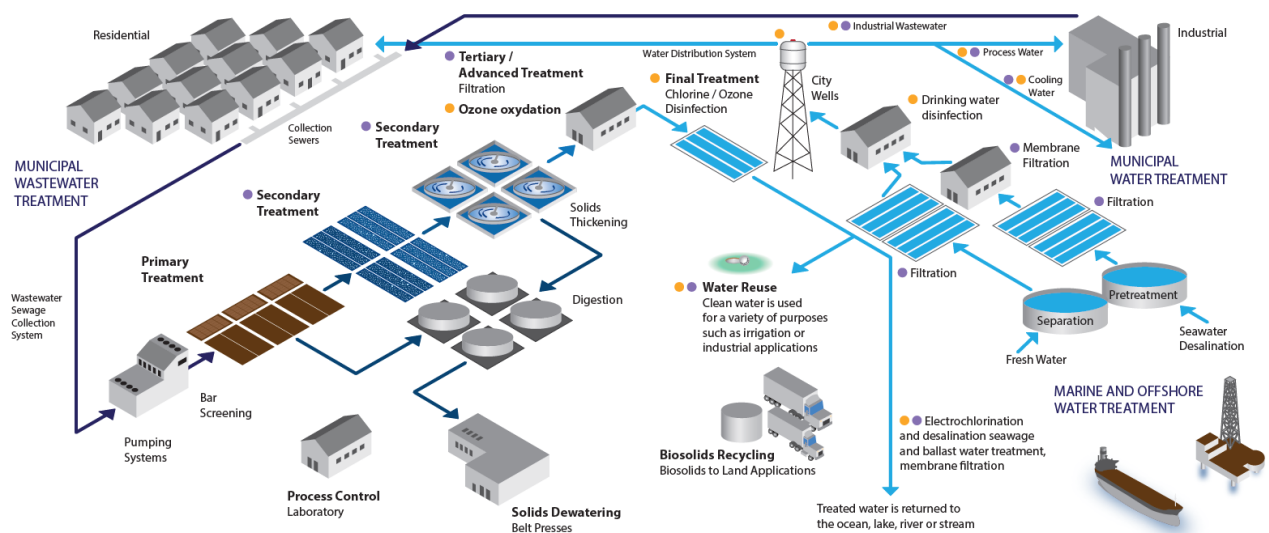 Residential
Collection
Sewers
MUNICIPAL
WASTEWATER
TREATMENT
Wastewater
Sewage
Collection
System
Pumping
Systems
Bar
Screening
Primary
Treatment
Secondary
Treatment
Secondary
Treatment
Tertiary /
Advanced Treatment
Filtration
Ozone oxydation
Solids
Thickening
Digestion
Process Control
Laboratory
Solids Dewatering
Belt Presses
Final Treatment
Chlorine / Ozone
Disinfection
Water Distribution System
City
Wells
Industrial Wastewater
Process Water
Cooling
Water
Industrial
Drinking water
disinfection
Membrane
Filtration
MUNICIPAL
WATER TREATMENT
Filtration
Filtration
Pretreatment
Separation
Seawater
Desalination
Fresh Water
Water Reuse
Clean water is used
for a variety of purposes
such as irrigation or
industrial applications
Biosolids Recycling
Biosolids to Land Applications
Electrochlorination
and desalination seawage
and ballast water treatment,
membrane filtration
Treated water is returned to
the ocean, lake, river or stream
MARINE AND OFFSHORE
WATER TREATMENT